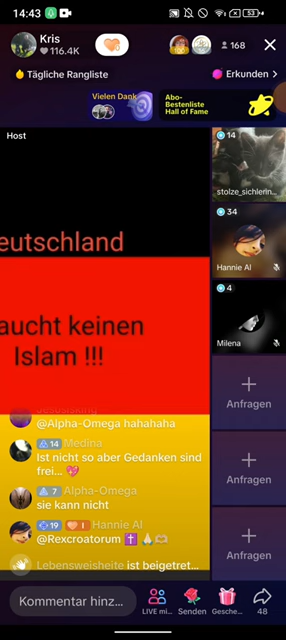 14:43
53
Kris
116.4K
168
Tägliche Rangliste
Erkunden
Vielen Dank
Abo-
Bestenliste
Hall of Fame
Host
14
stolze_sichlerin...
eutschland
34
Hannie Al
aucht keinen
Islam !!!
4
Milena
Anfragen
@Alpha-Omega hahahaha
14 Medina
Ist nicht so aber Gedanken sind
frei... 💖
Anfragen
7 Alpha-Omega
sie kann nicht
19 I Hannie Al
@Rexcroatorum ✝️🙏🫶
Anfragen
Lebensweisheite ist beigetret...
Kommentar hinz...
LIVE mi...
Senden
Gesche...
48